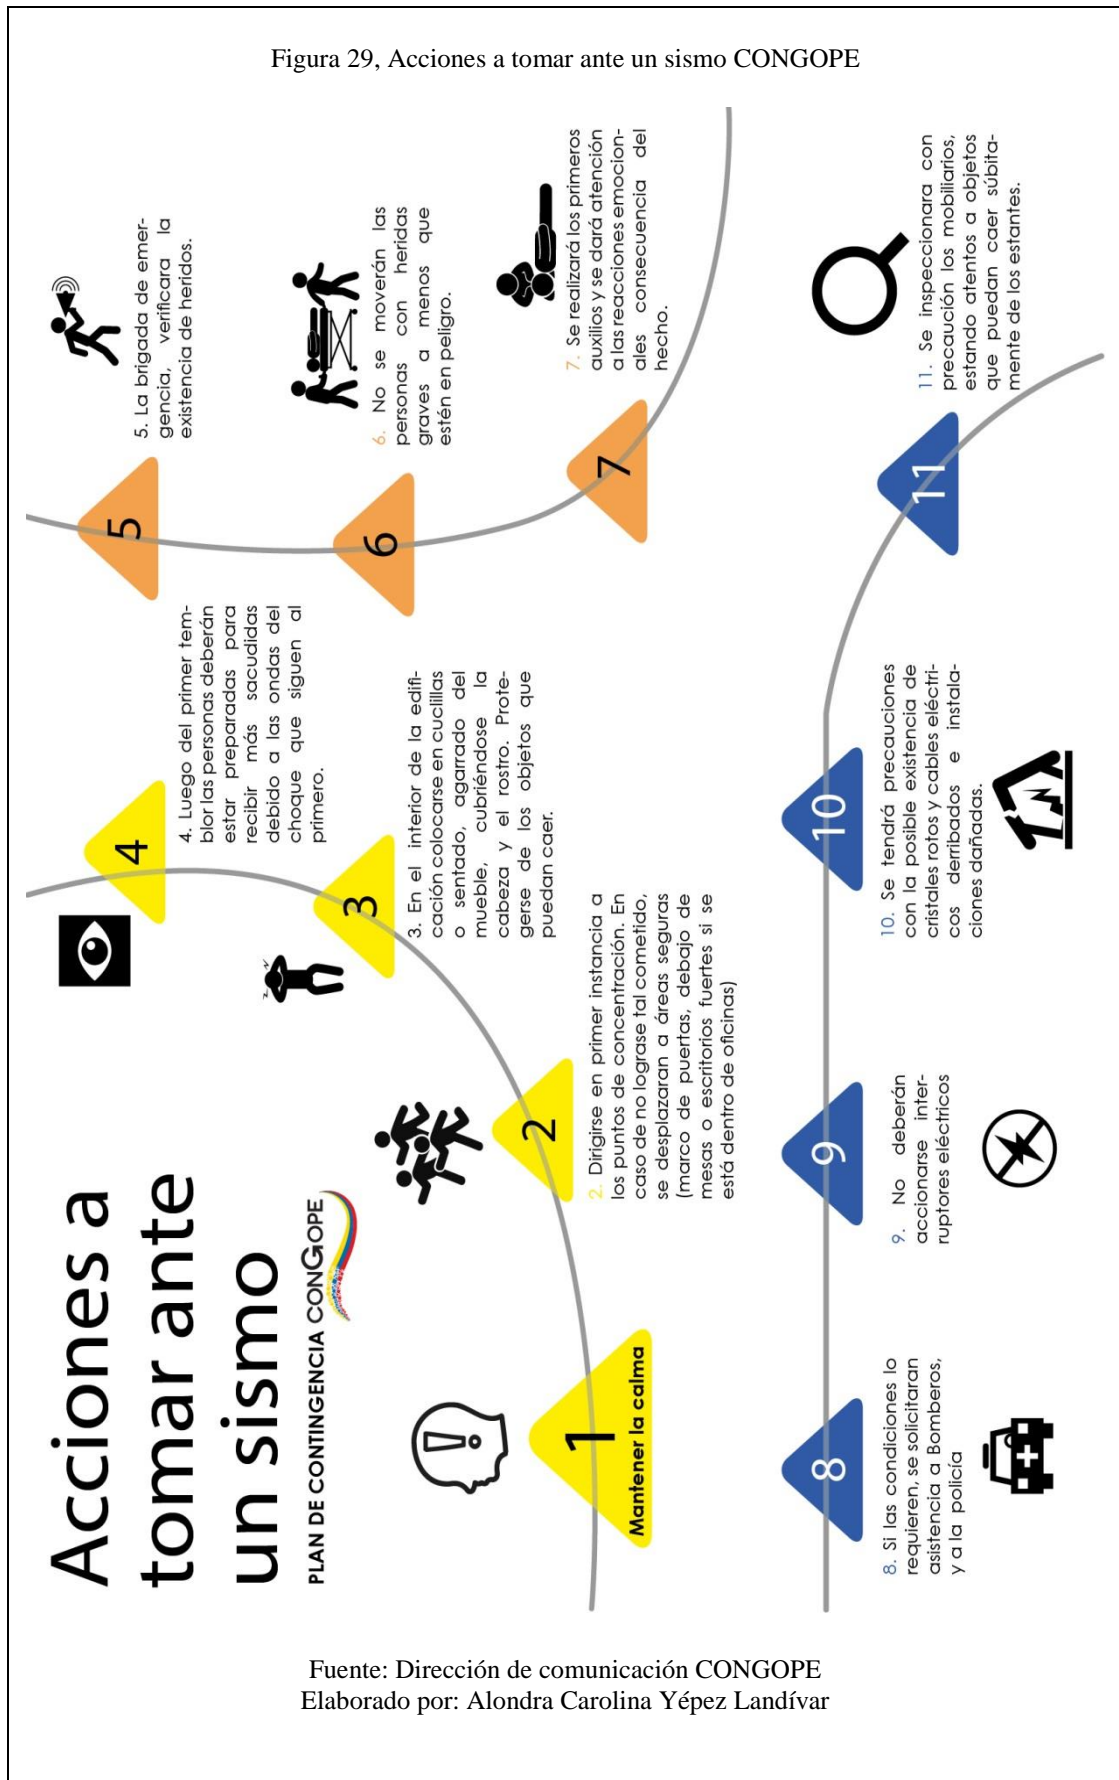 Figura 29, Acciones a tomar ante un sismo CONGOPE
Acciones a
tomar ante
un sismo
PLAN DE CONTINGENCIA CONGOPE
1
Mantener la calma
2
2. Dirigirse en primer instancia a
los puntos de concentración. En
caso de no lograse tal cometido,
se desplazaran a áreas seguras
(marco de puertas, debajo de
mesas o escritorios fuertes si se
está dentro de oficinas)
3
3. En el interior de la edifi-
cación colocarse en cuclillas
o sentado, agarrado del
mueble, cubriéndose la
cabeza y el rostro. Prote-
gerse de los objetos que
puedan caer.
4
4. Luego del primer tem-
blor las personas deberán
estar preparadas para
recibir más sacudidas
debido a las ondas del
choque que siguen al
primero.
5
5. La brigada de emer-
gencia, verificara la
existencia de heridos.
6
6. No se moverán las
personas con heridas
graves a menos que
estén en peligro.
7
7. Se realizará los primeros
auxilios y se dará atención
a las reacciones emocion-
ales consecuencia del
hecho.
8
8. Si las condiciones lo
requieren, se solicitaran
asistencia a Bomberos,
y a la policía
9
9. No deberán
accionarse inter-
ruptores eléctricos
10
10. Se tendrá precauciones
con la posible existencia de
cristales rotos y cables eléctri-
cos derribados e instala-
ciones dañadas.
11
11. Se inspeccionara con
precaución los mobiliarios,
estando atentos a objetos
que puedan caer súbita-
mente de los estantes.
Fuente: Dirección de comunicación CONGOPE
Elaborado por: Alondra Carolina Yépez Landívar